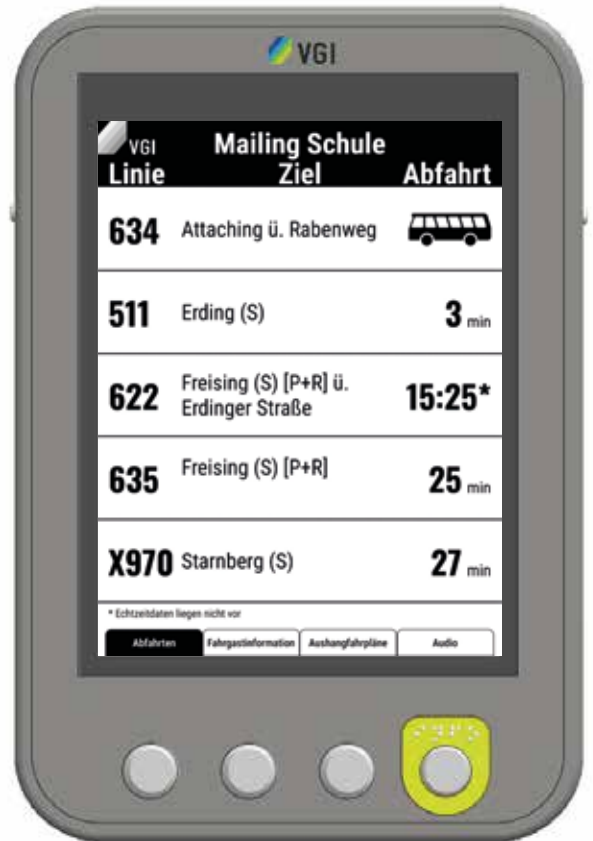 VGI
VGI
Mailing Schule
Linie Ziel Abfahrt
634 Attaching ü. Rabenweg
511 Erding (S) 3 min
622 Freising (S) [P+R] ü.
Erdinger Straße 15:25*
635 Freising (S) [P+R] 25 min
X970 Starnberg (S) 27 min
* Echtzeitdaten liegen nicht vor
Abfahrten Fahrgastinformation Aushangfahrpläne Audio